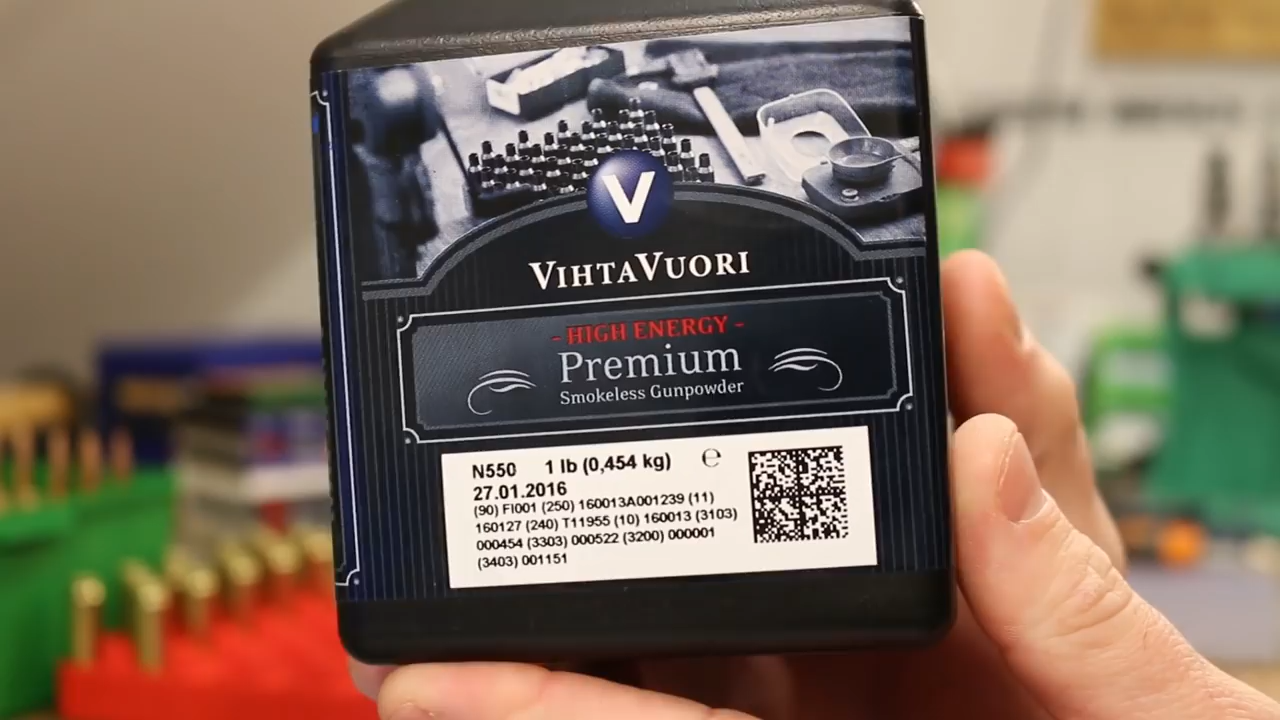 V
VIHTAVUORI
- HIGH ENERGY -
Premium
Smokeless Gunpowder
N550 1 lb (0,454 kg) ℮
27.01.2016
(90) FI001 (250) 160013A001239 (11)
160127 (240) T11955 (10) 160013 (3103)
000454 (3303) 000522 (3200) 000001
(3403) 001151